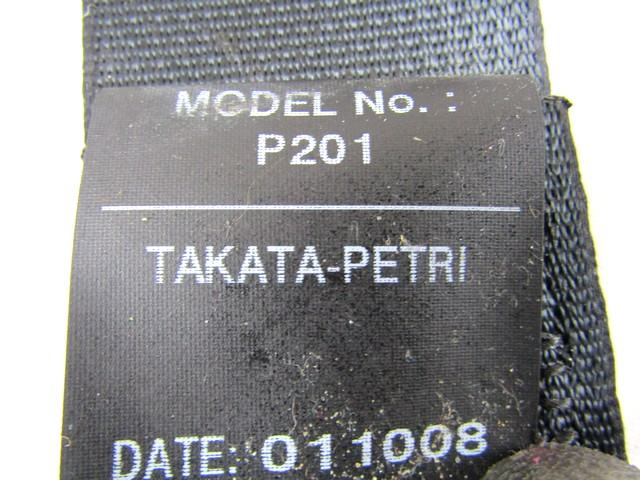 MODEL No. :
P201
TAKATA-PETRI
DATE: 011008